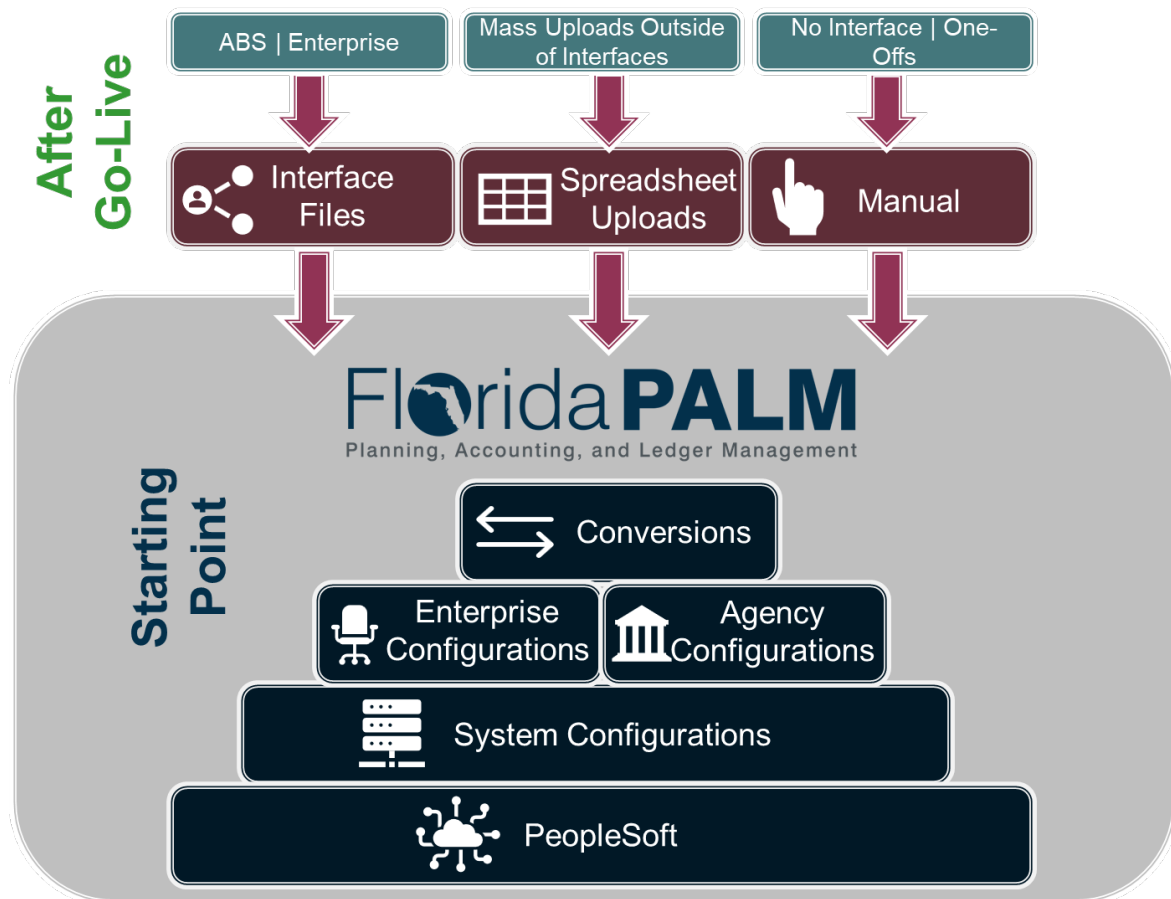 ABS | Enterprise
Mass Uploads Outside
of Interfaces
No Interface | One-
Offs
After
Go-Live
Interface
Files
Spreadsheet
Uploads
Manual
Florida PALM
Planning, Accounting, and Ledger Management
Starting
Point
Conversions
Enterprise
Configurations
Agency
Configurations
System Configurations
PeopleSoft